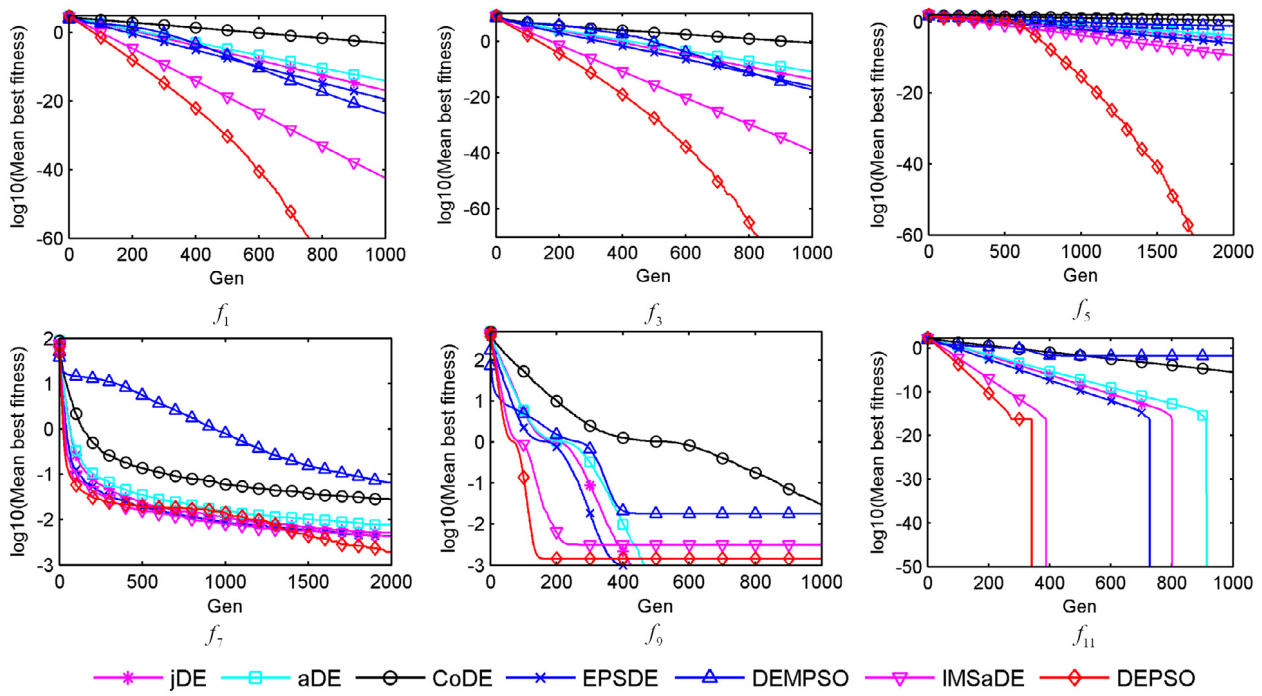 log10(Mean best fitness)
0
-20
-40
-60
0 200 400 600 800 1000
Gen
f1
log10(Mean best fitness)
0
-20
-40
-60
0 200 400 600 800 1000
Gen
f3
log10(Mean best fitness)
0
-20
-40
-60
0 500 1000 1500 2000
Gen
f5
log10(Mean best fitness)
2
1
0
-1
-2
-3
0 500 1000 1500 2000
Gen
f7
log10(Mean best fitness)
2
1
0
-1
-2
-3
0 200 400 600 800 1000
Gen
f9
log10(Mean best fitness)
0
-10
-20
-30
-40
-50
0 200 400 600 800 1000
Gen
f11
jDE aDE CoDE EPSDE DEMPSO IMSaDE DEPSO